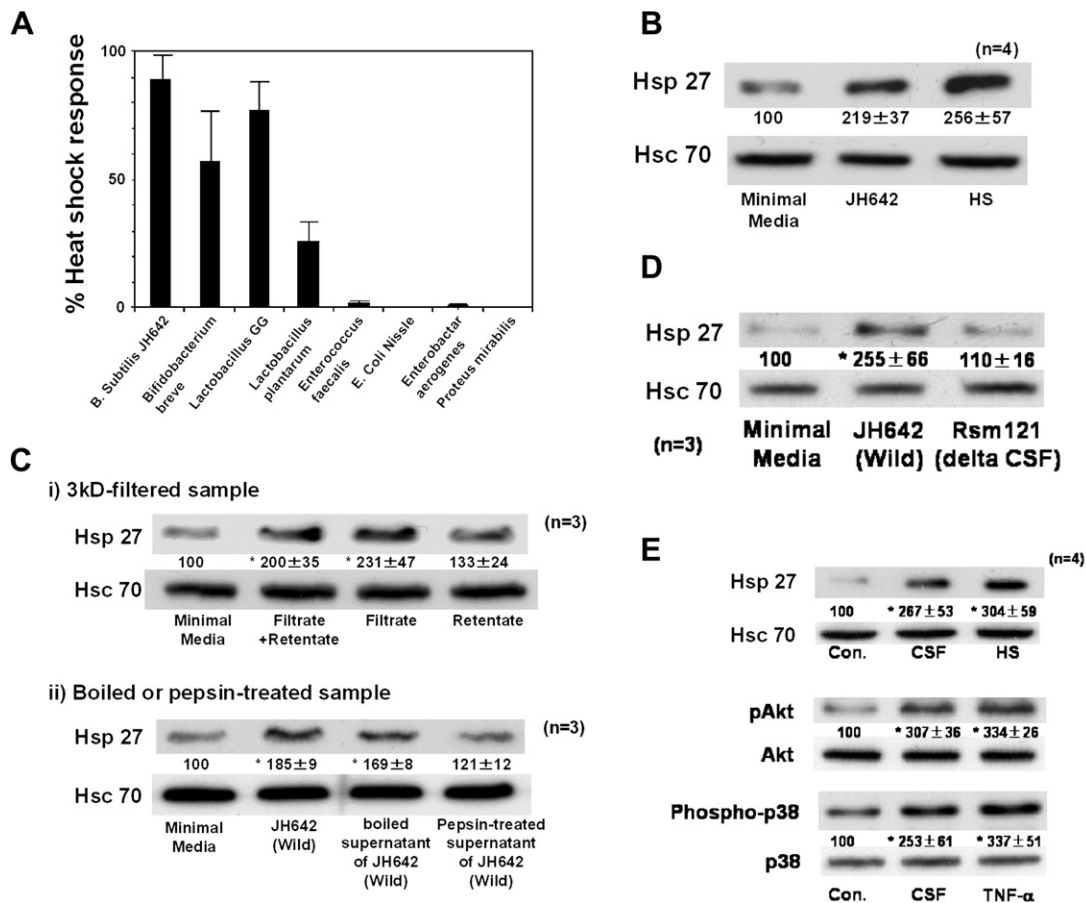 A
% Heat shock response
100
50
0
B. Subtilis JH642
Bifidobacterium
breve
Lactobacillus GG
Lactobacillus
plantarum
Enterococcus
faecalis
E. Coli Nissle
Enterobactar
aerogenes
Proteus mirabilis
B
(n=4)
Hsp 27
100 219±37 256±57
Hsc 70
Minimal
Media
JH642
HS
C
i) 3kD-filtered sample
(n=3)
Hsp 27
100 * 200±35 * 231±47 133±24
Hsc 70
Minimal
Media
Filtrate
+Retentate
Filtrate
Retentate
ii) Boiled or pepsin-treated sample
(n=3)
Hsp 27
100 * 185±9 * 169±8 121±12
Hsc 70
Minimal
Media
JH642
(Wild)
boiled
supernatant
of JH642
(Wild)
Pepsin-treated
supernatant
of JH642
(Wild)
D
Hsp 27
100 * 255±66 110±16
Hsc 70
(n=3)
Minimal
Media
JH642
(Wild)
Rsm121
(delta CSF)
E
(n=4)
Hsp 27
100 * 267±53 * 304±59
Hsc 70
Con. CSF HS
pAkt
100 * 307±36 * 334±26
Akt
Phospho-p38
100 * 253±61 * 337±51
p38
Con. CSF TNF-α